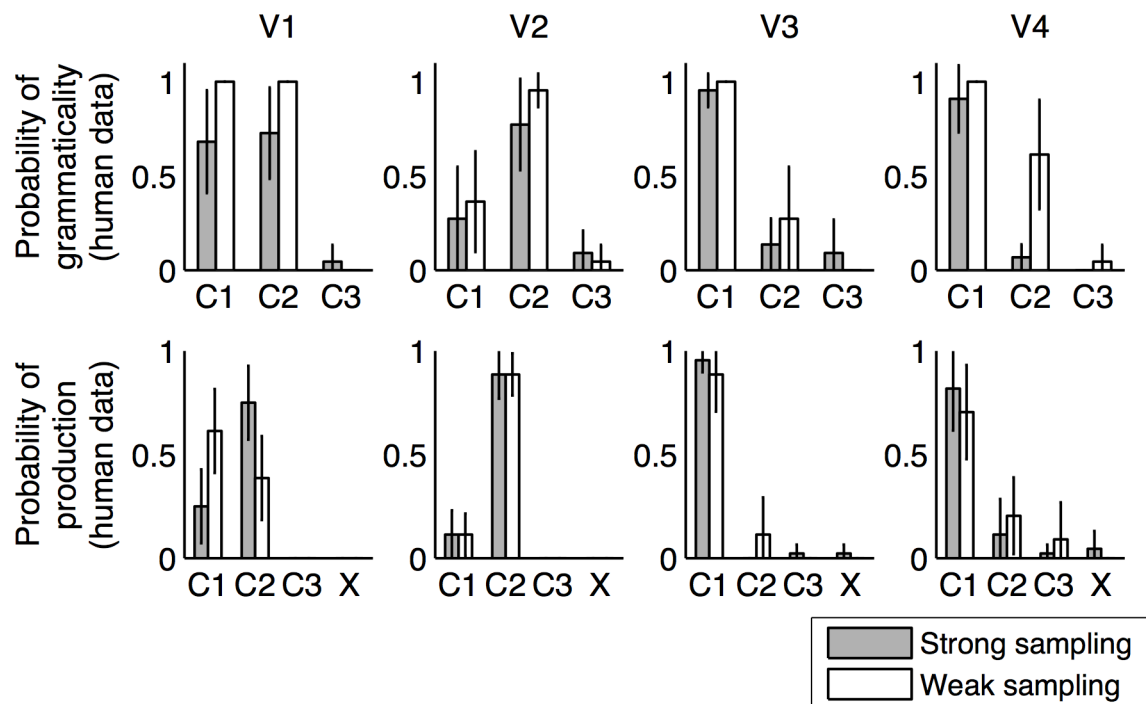 V1 V2 V3 V4
Probability of
grammaticality
(human data)
1 1 1 1
0.5 0.5 0.5 0.5
0 0 0 0
C1 C2 C3 C1 C2 C3 C1 C2 C3 C1 C2 C3
Probability of
production
(human data)
1 1 1 1
0.5 0.5 0.5 0.5
0 0 0 0
C1 C2 C3 X C1 C2 C3 X C1 C2 C3 X C1 C2 C3 X
Strong sampling
Weak sampling